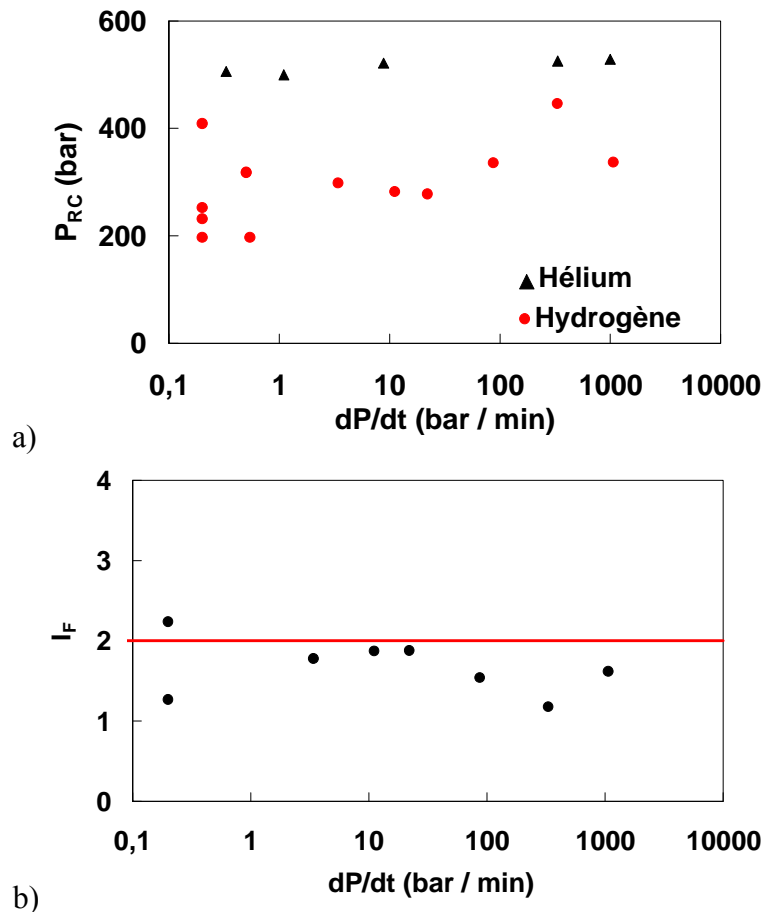 600
400
200
0
P_RC (bar)
▲ Hélium
● Hydrogène
0,1 1 10 100 1000 10000
dP/dt (bar / min)
a)
4
3
2
1
0
I_F
0,1 1 10 100 1000 10000
dP/dt (bar / min)
b)